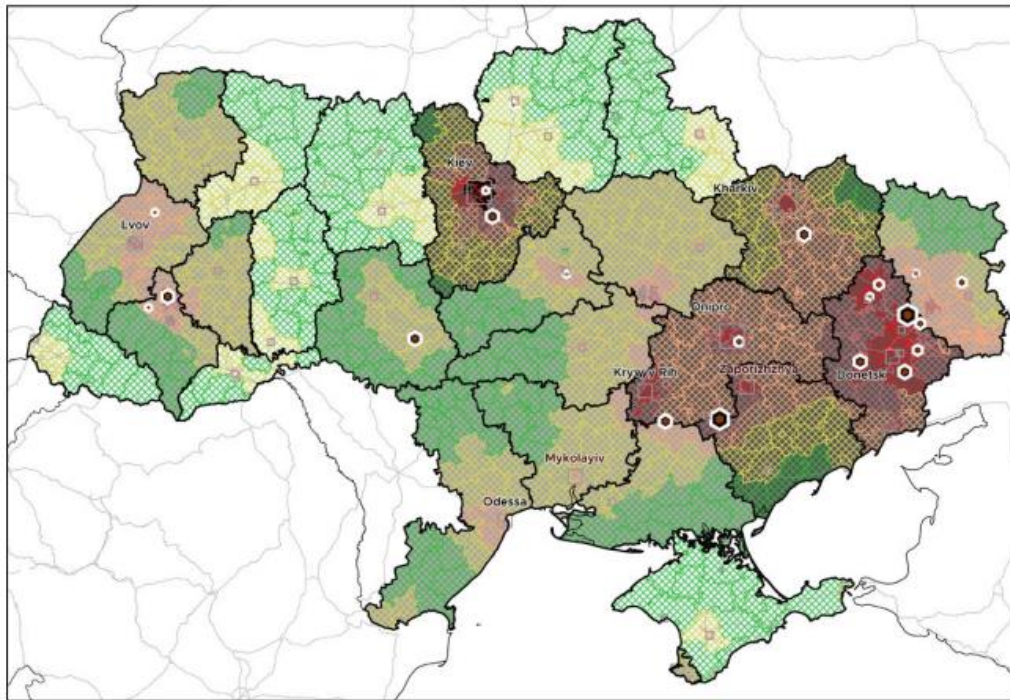 Kiev
Kharkiv
Lvov
Dnipro
Kryvyy Rih
Zaporizhzhya
Donetsk
Mykolayiv
Odessa